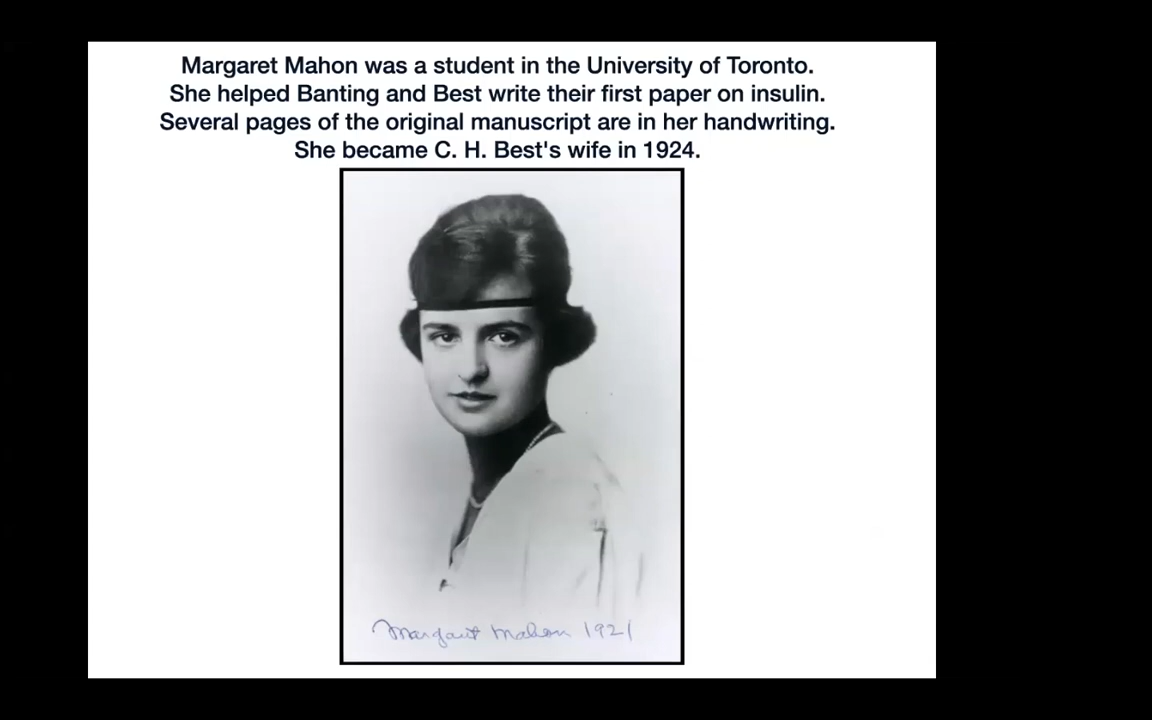 Margaret Mahon was a student in the University of Toronto.
She helped Banting and Best write their first paper on insulin.
Several pages of the original manuscript are in her handwriting.
She became C. H. Best's wife in 1924.
Margaret Mahon 1921